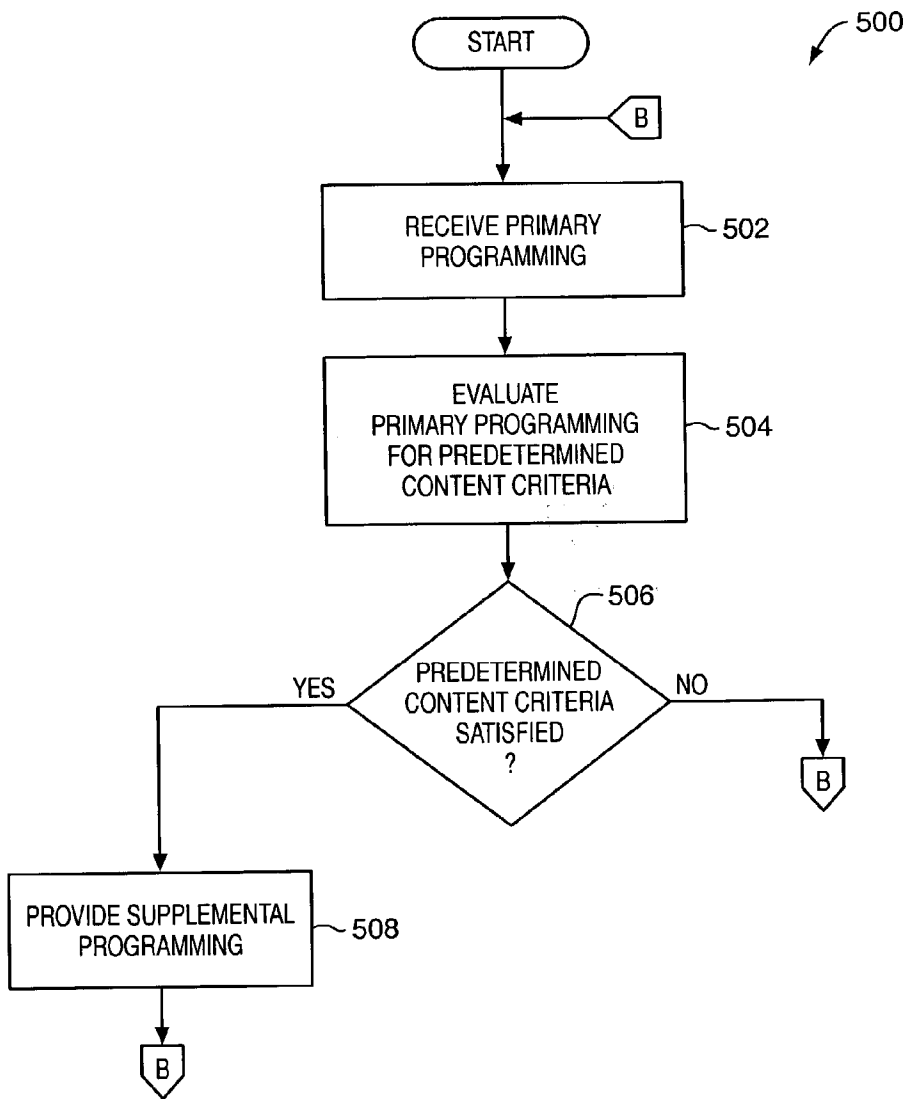 START
500
B
RECEIVE PRIMARY
PROGRAMMING
502
EVALUATE
PRIMARY PROGRAMMING
FOR PREDETERMINED
CONTENT CRITERIA
504
506
PREDETERMINED
CONTENT CRITERIA
SATISFIED
?
YES
NO
B
PROVIDE SUPPLEMENTAL
PROGRAMMING
508
B